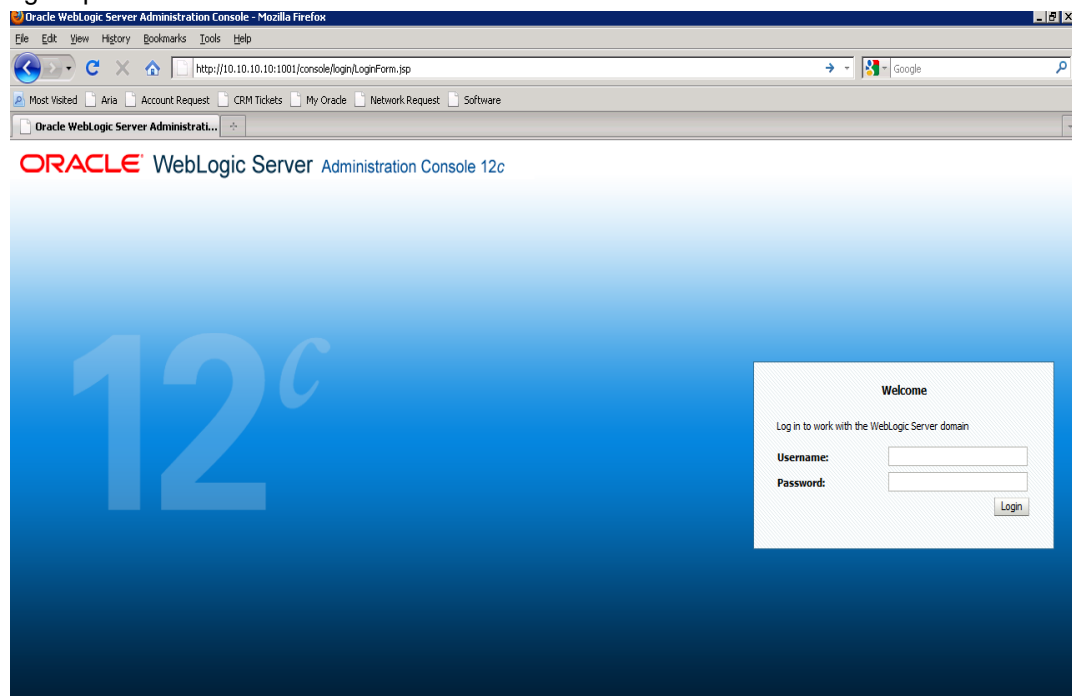 Oracle WebLogic Server Administration Console - Mozilla Firefox
File Edit View History Bookmarks Tools Help
http://10.10.10.10:1001/console/login/LoginForm.jsp Google
Most Visited Aria Account Request CRM Tickets My Oracle Network Request Software
Oracle WebLogic Server Administrati...
ORACLE WebLogic Server Administration Console 12c
12c
Welcome
Log in to work with the WebLogic Server domain
Username:
Password:
Login